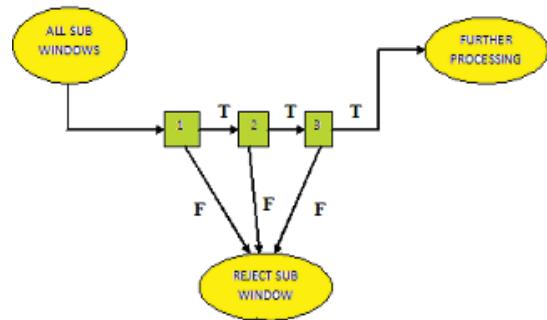 ALL SUB
WINDOWS
FURTHER
PROCESSING
T
T
T
1
2
3
F
F
F
REJECT SUB
WINDOW